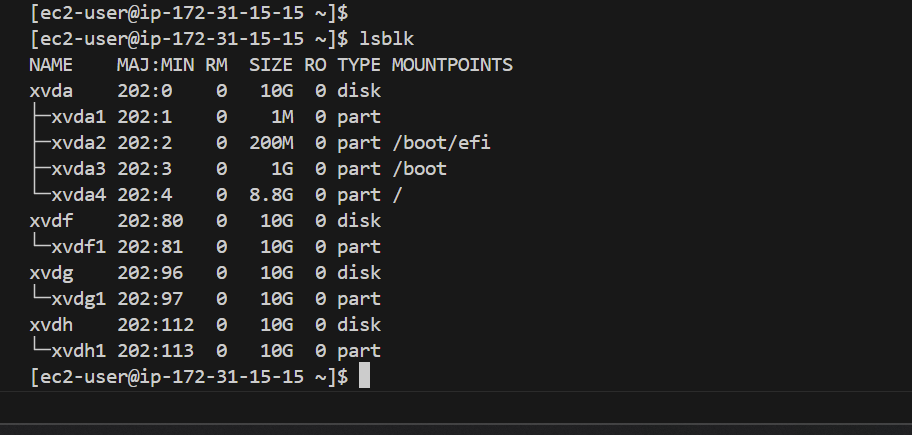 [ec2-user@ip-172-31-15-15 ~]$
[ec2-user@ip-172-31-15-15 ~]$ lsblk
NAME    MAJ:MIN RM  SIZE RO TYPE MOUNTPOINTS
xvda    202:0    0   10G  0 disk
├─xvda1 202:1    0    1M  0 part
├─xvda2 202:2    0  200M  0 part /boot/efi
├─xvda3 202:3    0    1G  0 part /boot
└─xvda4 202:4    0  8.8G  0 part /
xvdf    202:80   0   10G  0 disk
└─xvdf1 202:81   0   10G  0 part
xvdg    202:96   0   10G  0 disk
└─xvdg1 202:97   0   10G  0 part
xvdh    202:112  0   10G  0 disk
└─xvdh1 202:113  0   10G  0 part
[ec2-user@ip-172-31-15-15 ~]$